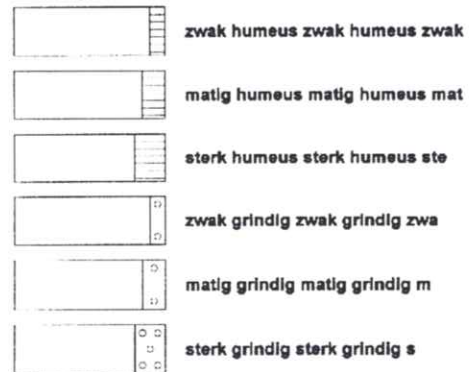 zwak humeus zwak humeus zwak
matig humeus matig humeus mat
sterk humeus sterk humeus ste
zwak grindig zwak grindig zwa
matig grindig matig grindig m
sterk grindig sterk grindig s